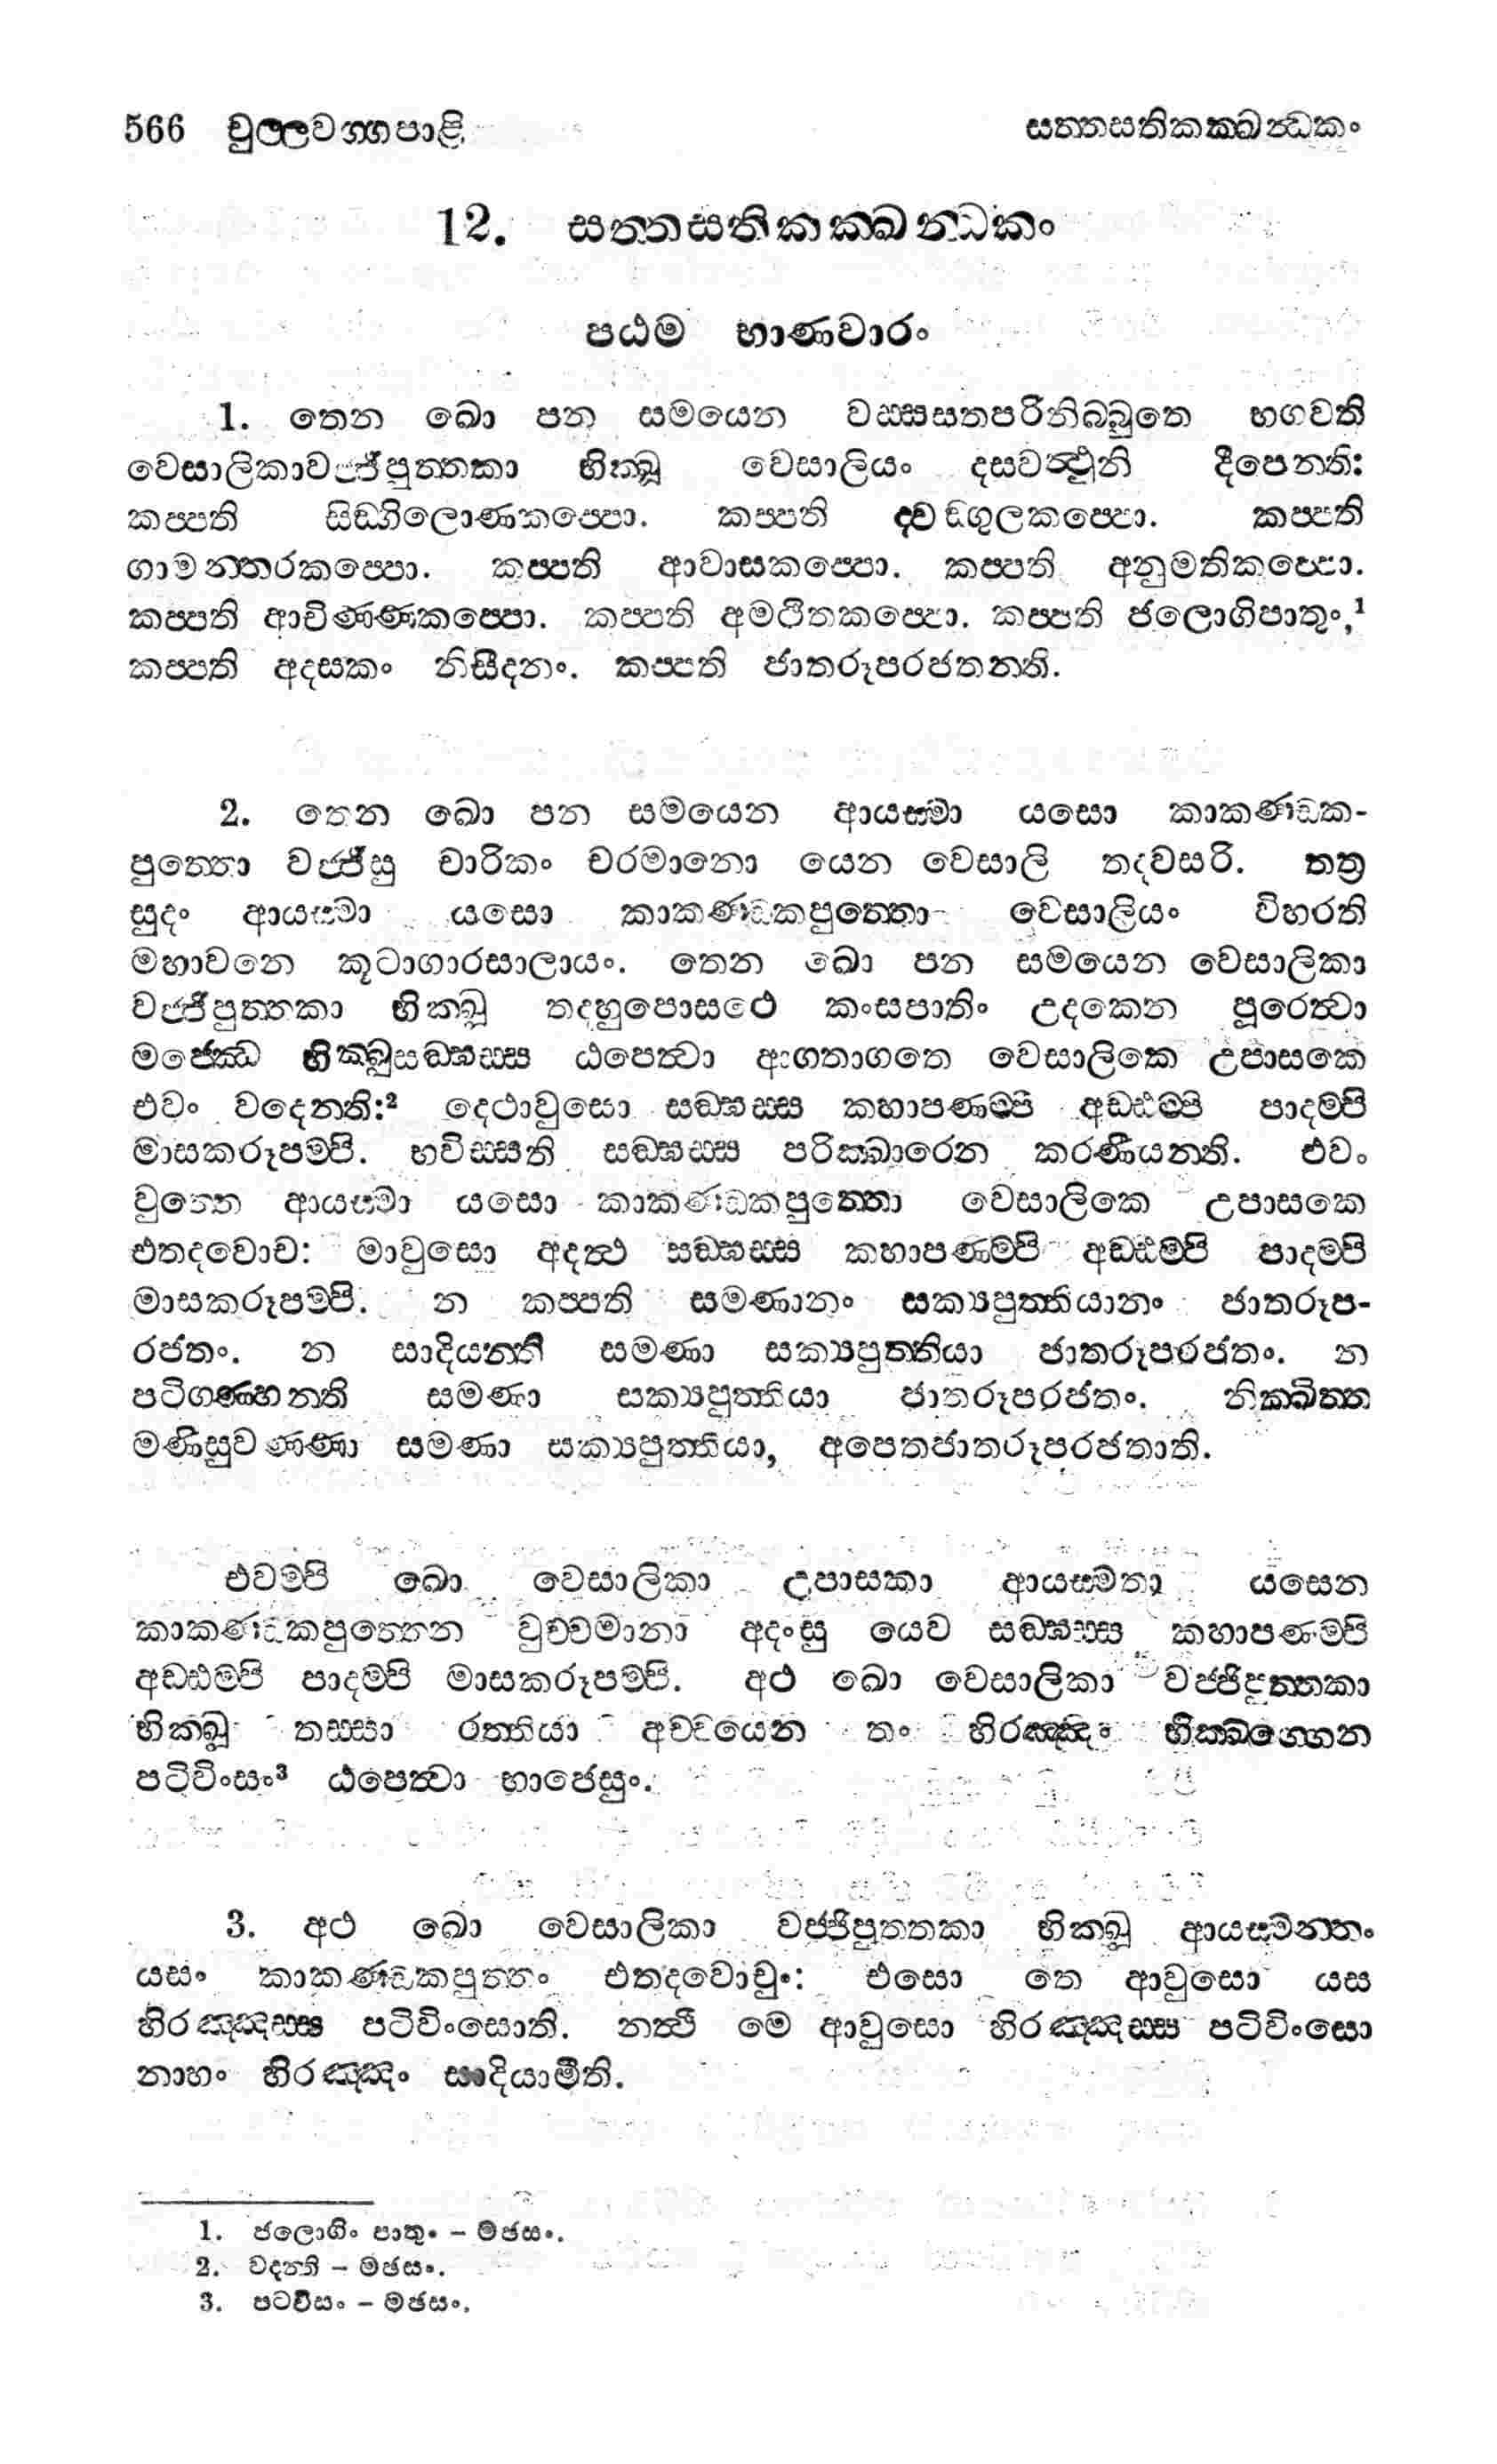 566 චුල්ලවග්ගපාළි සත්තසතිකක්ඛන්ධකං
12. සත්තසතිකක්ඛන්ධකං
පඨම භාණවාරං
1. තෙන ඛො පන සමයෙන වස්සසතපරිනිබ්බුතෙ භගවති
වෙසාලිකාවජ්ජිපුත්තකා භික්ඛූ වෙසාලියං දසවත්ථූනි දීපෙන්ති:
කප්පති සිඞ්ගිලොණකප්පො. කප්පති ද්වඞ්ගුලකප්පො. කප්පති
ගාමන්තරකප්පො. කප්පති ආවාසකප්පො. කප්පති අනුමතිකප්පො.
කප්පති ආචිණ්ණකප්පො. කප්පති අමථිතකප්පො. කප්පති ජලොගිපාතුං,1
කප්පති අදසකං නිසීදනං. කප්පති ජාතරූපරජතන්ති.
2. තෙන ඛො පන සමයෙන ආයස්මා යසො කාකණ්ඩක-
පුත්තො වජ්ජීසු චාරිකං චරමානො යෙන වෙසාලි තදවසරි. තත්‍ර
සුදං ආයස්මා යසො කාකණ්ඩකපුත්තො වෙසාලියං විහරති
මහාවනෙ කූටාගාරසාලායං. තෙන ඛො පන සමයෙන වෙසාලිකා
වජ්ජිපුත්තකා භික්ඛූ තදහුපොසථෙ කංසපාතිං උදකෙන පූරෙත්වා
මජ්ඣෙ භික්ඛුසඞ්ඝස්ස ඨපෙත්වා ආගතාගතෙ වෙසාලිකෙ උපාසකෙ
එවං වදෙන්ති:2 දෙථාවුසො සඞ්ඝස්ස කහාපණම්පි අඩ්ඪම්පි පාදම්පි
මාසකරූපම්පි. භවිස්සති සඞ්ඝස්ස පරික්ඛාරෙන කරණීයන්ති. එවං
වුත්තෙ ආයස්මා යසො කාකණ්ඩකපුත්තො වෙසාලිකෙ උපාසකෙ
එතදවොච: මාවුසො අදත්ථ සඞ්ඝස්ස කහාපණම්පි අඩ්ඪම්පි පාදම්පි
මාසකරූපම්පි. න කප්පති සමණානං සක්‍යපුත්තියානං ජාතරූප-
රජතං. න සාදියන්ති සමණා සක්‍යපුත්තියා ජාතරූපරජතං. න
පටිගණ්හන්ති සමණා සක්‍යපුත්තියා ජාතරූපරජතං. නික්ඛිත්ත
මණිසුවණ්ණා සමණා සක්‍යපුත්තියා, අපෙතජාතරූපරජතාති.
එවම්පි ඛො වෙසාලිකා උපාසකා ආයස්මතා යසෙන
කාකණ්ඩකපුත්තෙන වුච්චමානා අදංසු යෙව සඞ්ඝස්ස කහාපණම්පි
අඩ්ඪම්පි පාදම්පි මාසකරූපම්පි. අථ ඛො වෙසාලිකා වජ්ජිපුත්තකා
භික්ඛූ තස්සා රත්තියා අච්චයෙන තං හිරඤ්ඤං භික්ඛග්ගෙන
පටිවිංසං3 ඨපෙත්වා භාජෙසුං.
3. අථ ඛො වෙසාලිකා වජ්ජිපුත්තකා භික්ඛූ ආයස්මන්තං
යසං කාකණ්ඩකපුත්තං එතදවොචුං: එසො තෙ ආවුසො යස
හිරඤ්ඤස්ස පටිවිංසොති. නත්ථි මෙ ආවුසො හිරඤ්ඤස්ස පටිවිංසො
නාහං හිරඤ්ඤං සාදියාමීති.
1. ජලොගිං පාතුං – මඡසං.
2. වදන්ති – මඡසං.
3. පටවීසං – මඡසං.